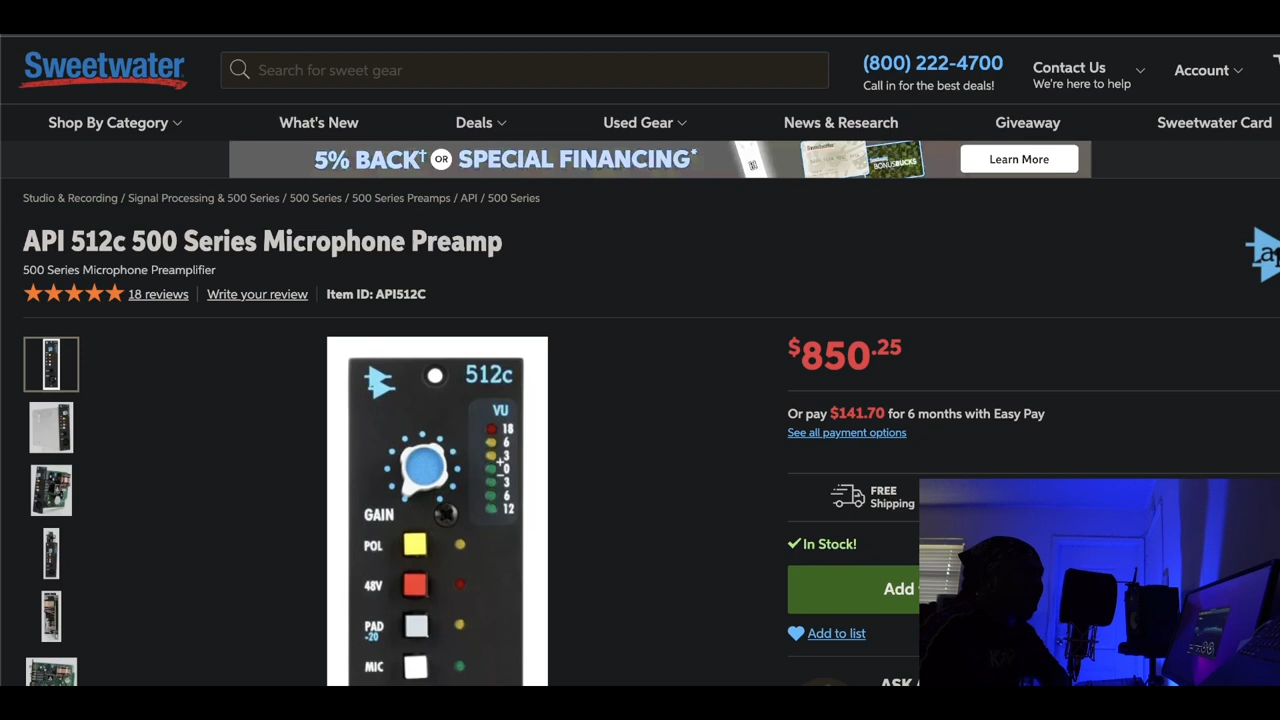 Sweetwater
Search for sweet gear
(800) 222-4700
Call in for the best deals!
Contact Us
We're here to help
Account
Shop By Category
What's New
Deals
Used Gear
News & Research
Giveaway
Sweetwater Card
5% BACK† OR SPECIAL FINANCING*
Learn More
Studio & Recording / Signal Processing & 500 Series / 500 Series / 500 Series Preamps / API / 500 Series
API 512c 500 Series Microphone Preamp
500 Series Microphone Preamplifier
18 reviews
Write your review
Item ID: API512C
$850.25
Or pay $141.70 for 6 months with Easy Pay
See all payment options
FREE
Shipping
In Stock!
Add
Add to list
ASK
512c
VU
18
6
3
+0
-
3
6
12
GAIN
POL
48V
PAD
-20
MIC